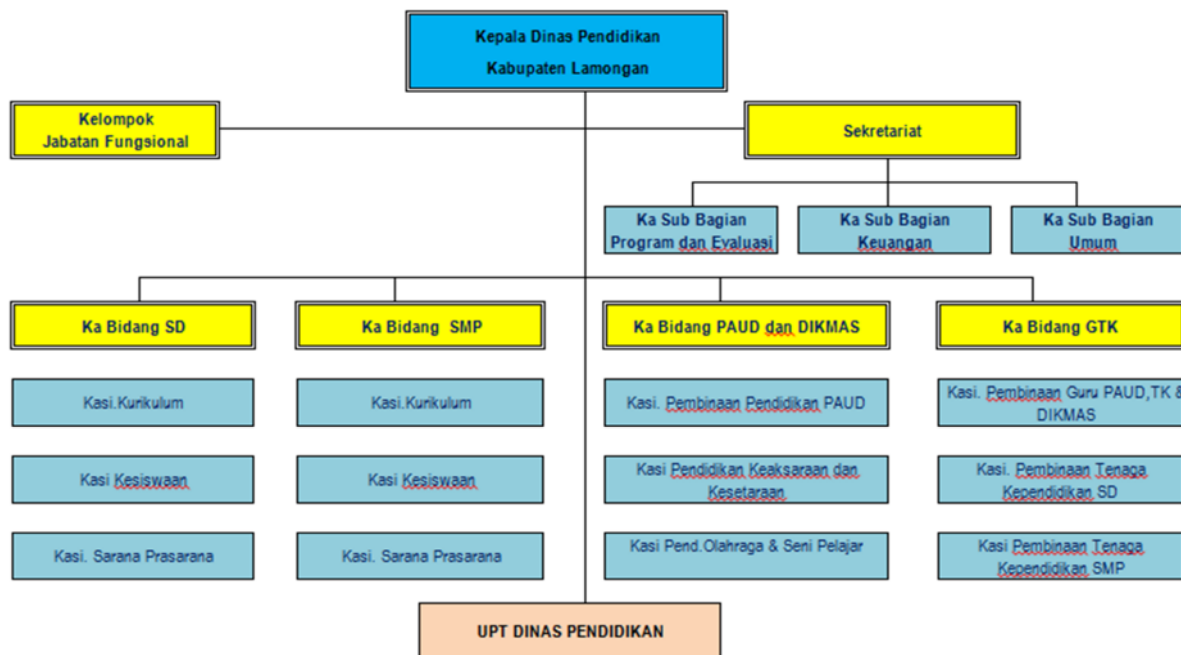 Kepala Dinas Pendidikan
Kabupaten Lamongan
Kelompok
Jabatan Fungsional
Sekretariat
Ka Sub Bagian
Program dan Evaluasi
Ka Sub Bagian
Keuangan
Ka Sub Bagian
Umum
Ka Bidang SD
Ka Bidang SMP
Ka Bidang PAUD dan DIKMAS
Ka Bidang GTK
Kasi.Kurikulum
Kasi.Kurikulum
Kasi. Pembinaan Pendidikan PAUD
Kasi. Pembinaan Guru PAUD,TK &
DIKMAS
Kasi Kesiswaan
Kasi Kesiswaan
Kasi Pendidikan Keaksaraan dan
Kesetaraan
Kasi. Pembinaan Tenaga
Kependidikan SD
Kasi. Sarana Prasarana
Kasi. Sarana Prasarana
Kasi Pend.Olahraga & Seni Pelajar
Kasi Pembinaan Tenaga
Kependidikan SMP
UPT DINAS PENDIDIKAN